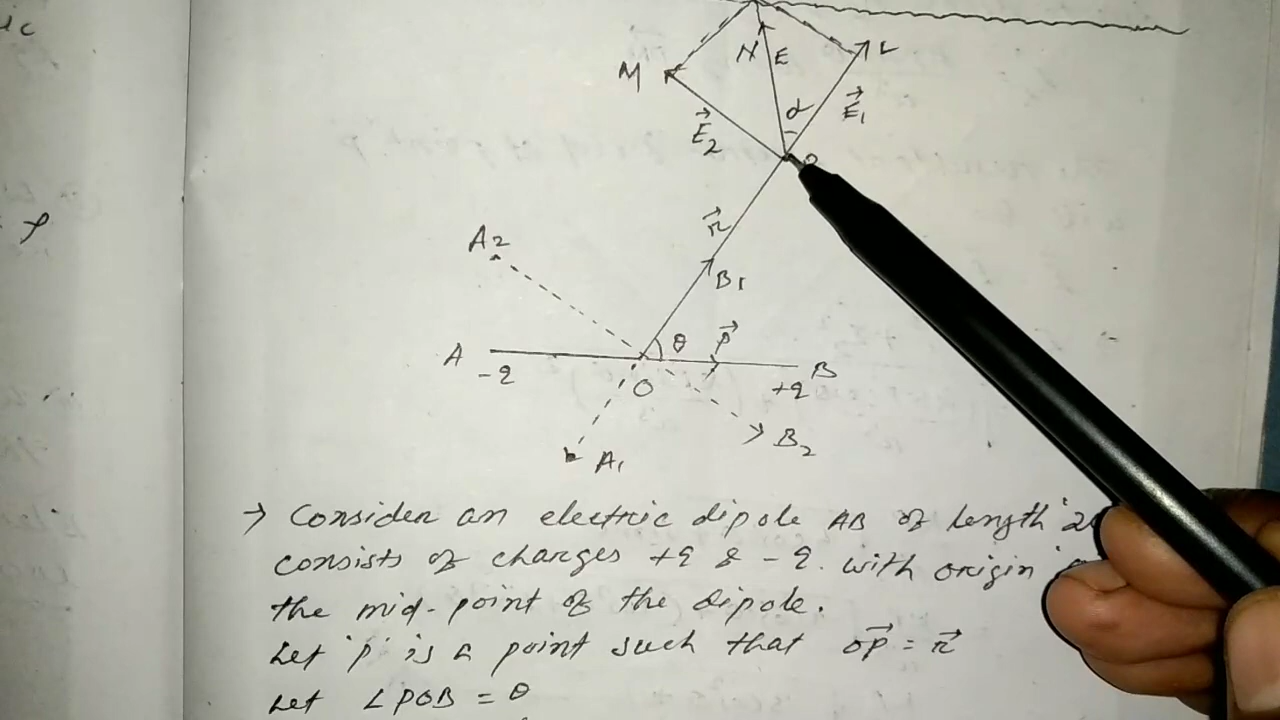 ic
N E L
M
α E⃗₁
E⃗₂
P
r⃗
A₂
B₁
A θ p⃗ B
-q O +q
B₂
A₁
→ Consider an electric dipole AB of length
consists of charges +q & -q. with origin
the mid-point of the dipole.
Let 'p' is a point such that OP⃗ = r⃗
Let ∠POB = θ